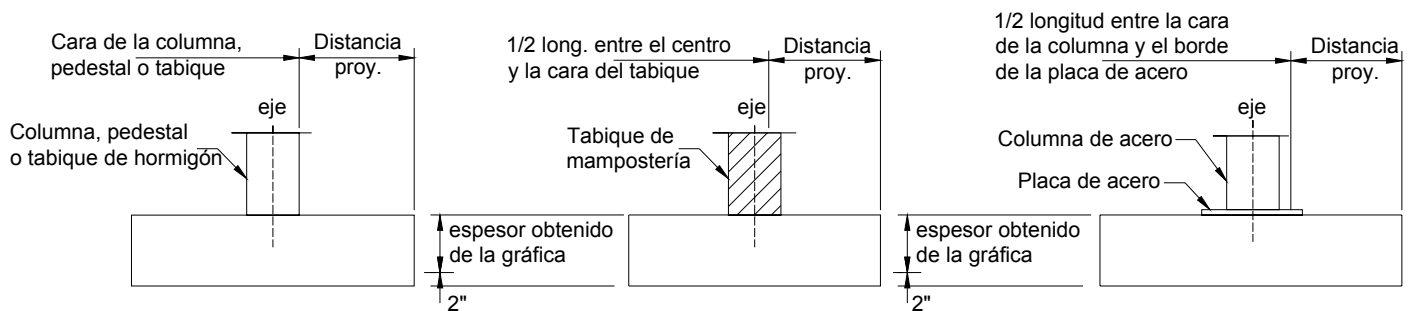 Cara de la columna,
pedestal o tabique
Distancia
proy.
eje
Columna, pedestal
o tabique de hormigón
espesor obtenido
de la gráfica
2"
1/2 long. entre el centro
y la cara del tabique
Distancia
proy.
eje
Tabique de
mampostería
espesor obtenido
de la gráfica
2"
1/2 longitud entre la cara
de la columna y el borde
de la placa de acero
Distancia
proy.
eje
Columna de acero
Placa de acero